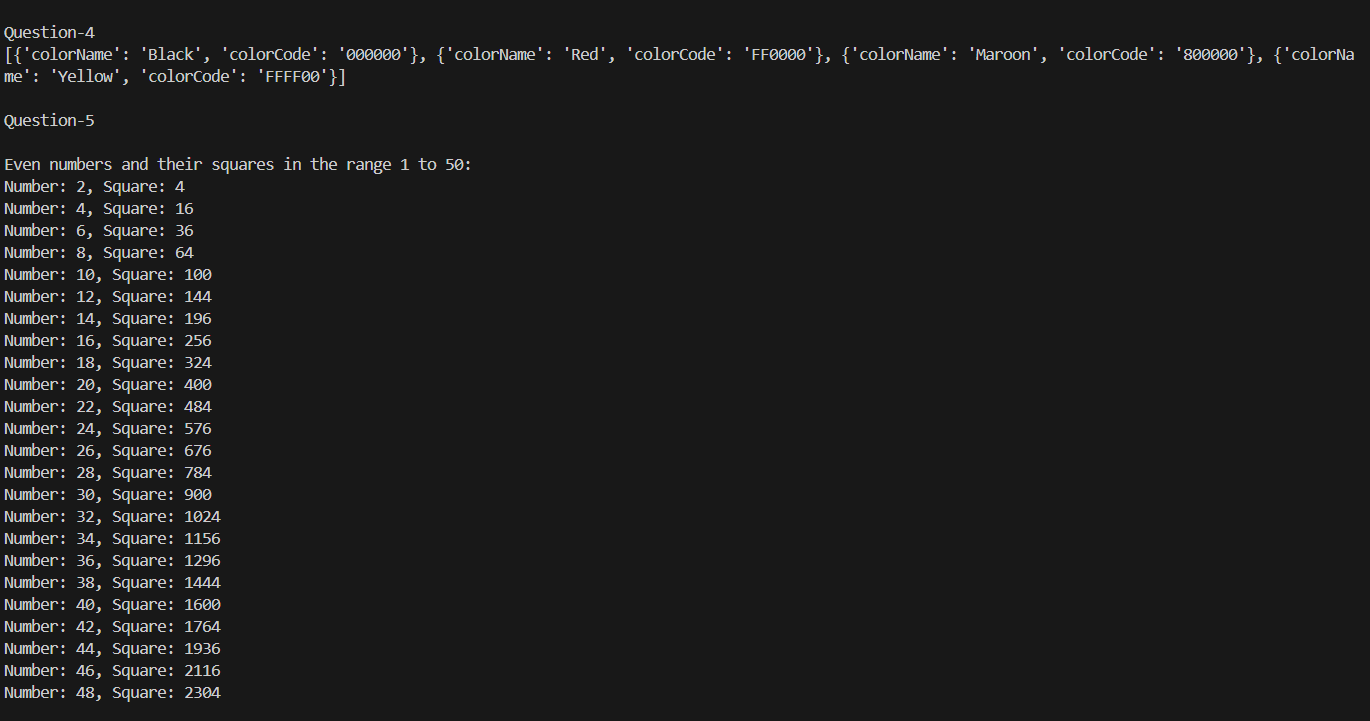 Question-4
[{'colorName': 'Black', 'colorCode': '000000'}, {'colorName': 'Red', 'colorCode': 'FF0000'}, {'colorName': 'Maroon', 'colorCode': '800000'}, {'colorNa
me': 'Yellow', 'colorCode': 'FFFF00'}]
Question-5
Even numbers and their squares in the range 1 to 50:
Number: 2, Square: 4
Number: 4, Square: 16
Number: 6, Square: 36
Number: 8, Square: 64
Number: 10, Square: 100
Number: 12, Square: 144
Number: 14, Square: 196
Number: 16, Square: 256
Number: 18, Square: 324
Number: 20, Square: 400
Number: 22, Square: 484
Number: 24, Square: 576
Number: 26, Square: 676
Number: 28, Square: 784
Number: 30, Square: 900
Number: 32, Square: 1024
Number: 34, Square: 1156
Number: 36, Square: 1296
Number: 38, Square: 1444
Number: 40, Square: 1600
Number: 42, Square: 1764
Number: 44, Square: 1936
Number: 46, Square: 2116
Number: 48, Square: 2304